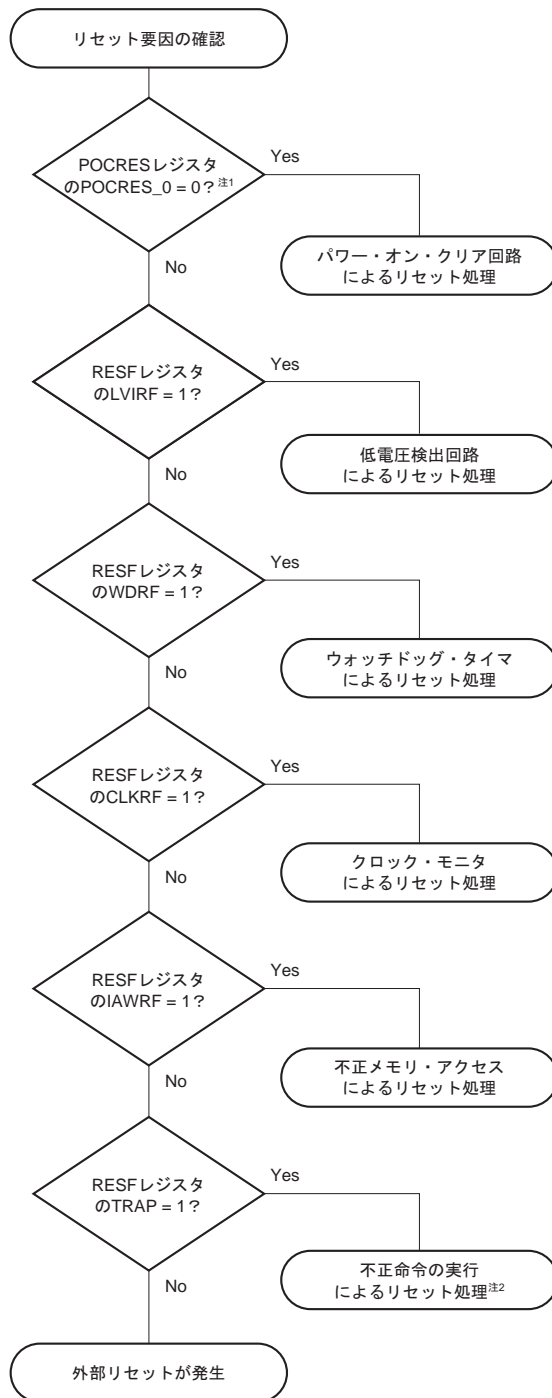 リセット要因の確認
POCRESレジスタ
のPOCRES_0 = 0？注1
Yes
パワー・オン・クリア回路
によるリセット処理
No
RESFレジスタ
のLVIRF = 1？
Yes
低電圧検出回路
によるリセット処理
No
RESFレジスタ
のWDRF = 1？
Yes
ウォッチドッグ・タイマ
によるリセット処理
No
RESFレジスタ
のCLKRF = 1？
Yes
クロック・モニタ
によるリセット処理
No
RESFレジスタ
のIAWRF = 1？
Yes
不正メモリ・アクセス
によるリセット処理
No
RESFレジスタ
のTRAP = 1？
Yes
不正命令の実行
によるリセット処理注2
No
外部リセットが発生